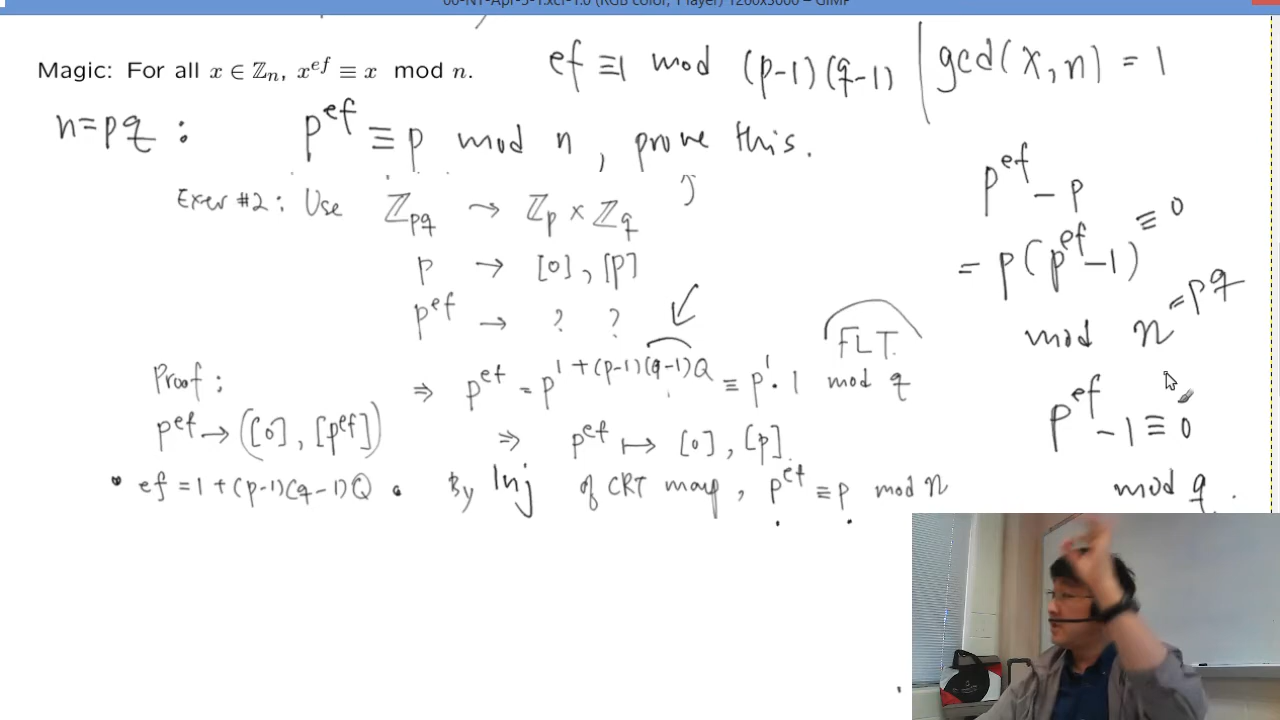 Magic: For all x ∈ ℤₙ, x^{ef} ≡ x mod n.
ef ≡ 1 mod (p-1)(q-1) | gcd(x, n) = 1
n = pq : p^{ef} ≡ p mod n, prove this.
Exer #2 : Use ℤ_{pq} ⇝ ℤ_p × ℤ_q
p → [0], [p]
p^{ef} → ? ?
Proof ;
p^{ef} → ([0], [p^{ef}])
• ef = 1 + (p-1)(q-1)Q •
⇒ p^{ef} = p^{1+(p-1)(q-1)Q} ≡ p^1 · 1 mod q
FLT.
⇒ p^{ef} ↦ [0], [p].
By Inj of CRT map, p^{ef} ≡ p mod n
p^{ef} - p
= p(p^{ef} - 1) ≡ 0
mod n = pq
p^{ef} - 1 ≡ 0
mod q.